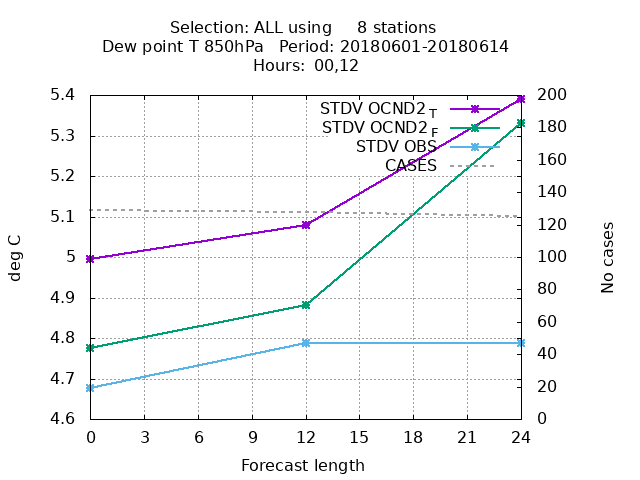 Selection: ALL using     8 stations
Dew point T 850hPa   Period: 20180601-20180614
Hours: 00,12
5.4
5.3
5.2
5.1
5
4.9
4.8
4.7
4.6
deg C
STDV OCND2 T
STDV OCND2 F
STDV OBS
CASES
200
180
160
140
120
100
80
60
40
20
0
No cases
0 3 6 9 12 15 18 21 24
Forecast length